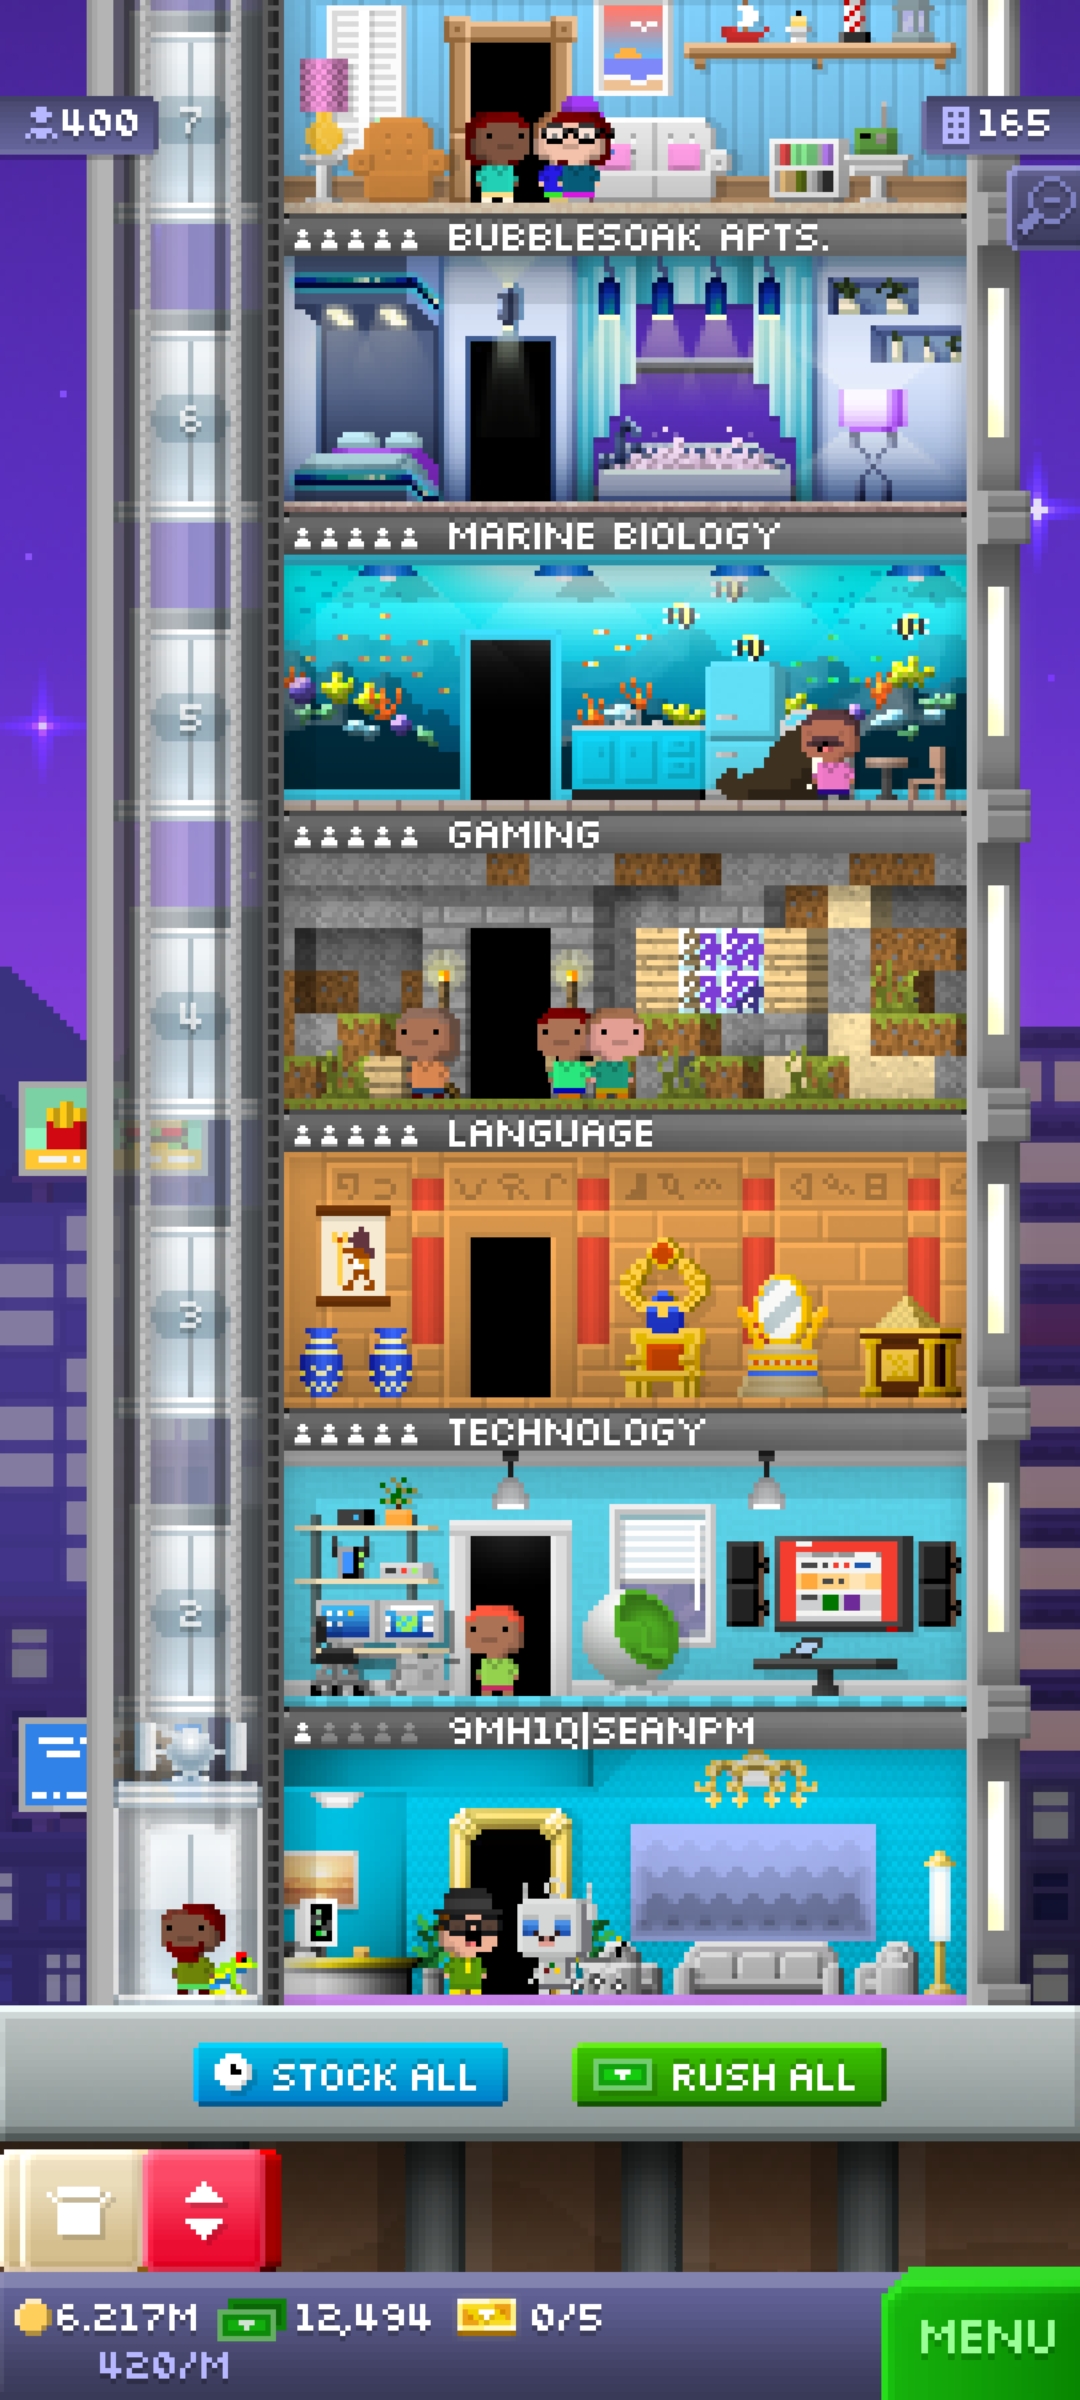 400
7
165
BUBBLESOAK APTS.
6
MARINE BIOLOGY
5
GAMING
4
LANGUAGE
3
TECHNOLOGY
2
9MH1Q|SEANPM
STOCK ALL
RUSH ALL
6.217M
12,494
0/5
420/M
MENU